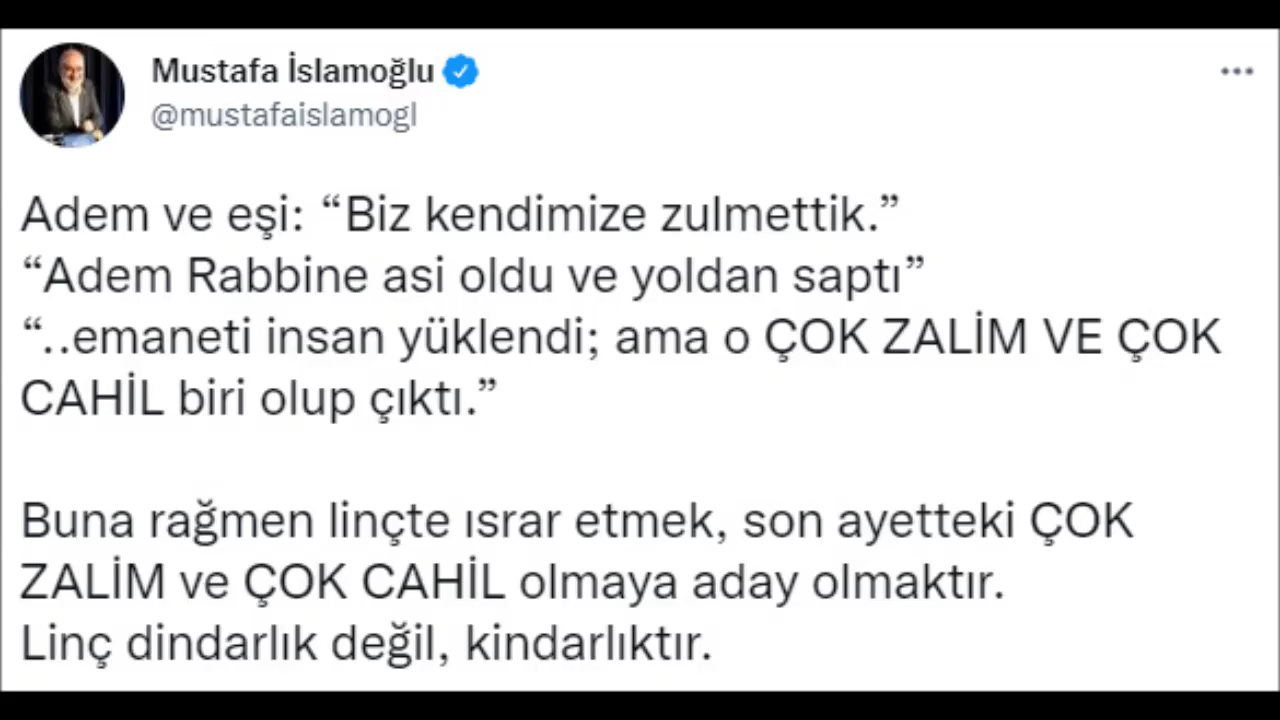 Mustafa İslamoğlu
@mustafaislamogl
Adem ve eşi: “Biz kendimize zulmettik.”
“Adem Rabbine asi oldu ve yoldan saptı”
“..emaneti insan yüklendi; ama o ÇOK ZALİM VE ÇOK
CAHİL biri olup çıktı.”
Buna rağmen linçte ısrar etmek, son ayetteki ÇOK
ZALİM ve ÇOK CAHİL olmaya aday olmaktır.
Linç dindarlık değil, kindarlıktır.